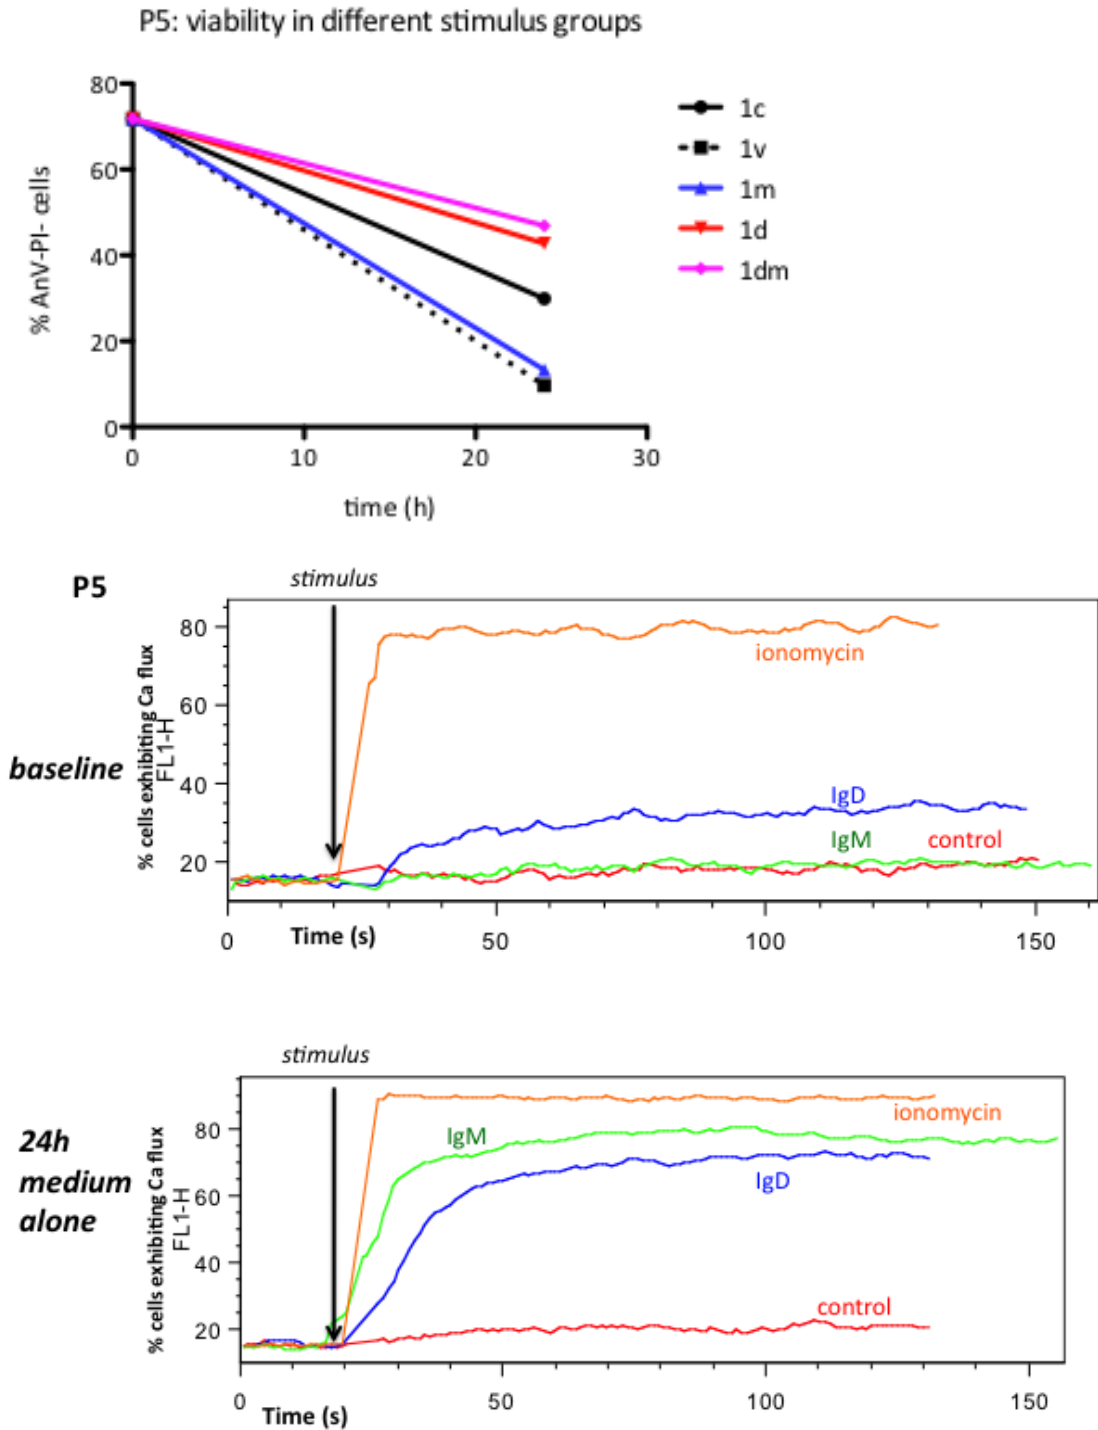 P5: viability in different stimulus groups
80
60
40
20
0
% AnV-PI- cells
0 10 20 30
time (h)
1c
1v
1m
1d
1dm
P5
stimulus
baseline
% cells exhibiting Ca flux
FL1-H
80
60
40
20
ionomycin
IgD
IgM
control
0 50 100 150
Time (s)
stimulus
24h
medium
alone
% cells exhibiting Ca flux
FL1-H
80
60
40
20
ionomycin
IgM
IgD
control
0 50 100 150
Time (s)